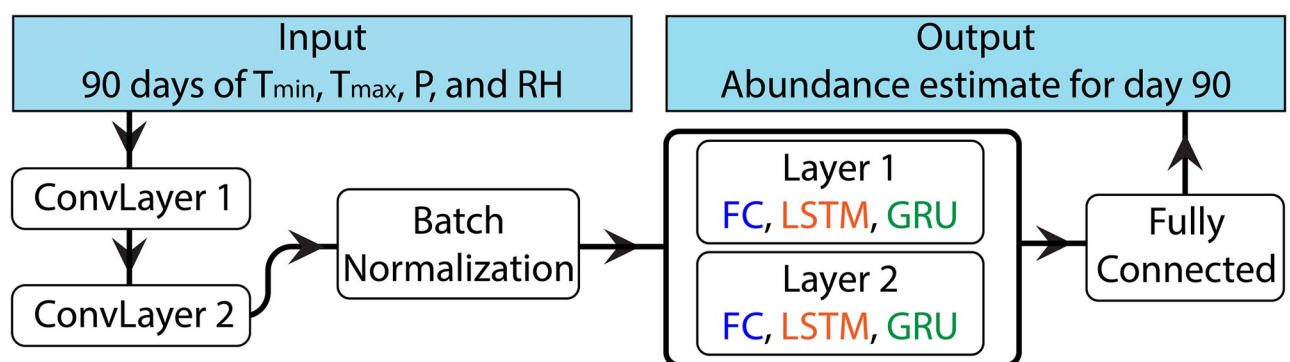 Input
90 days of Tmin, Tmax, P, and RH
ConvLayer 1
ConvLayer 2
Batch
Normalization
Layer 1
FC, LSTM, GRU
Layer 2
FC, LSTM, GRU
Fully
Connected
Output
Abundance estimate for day 90